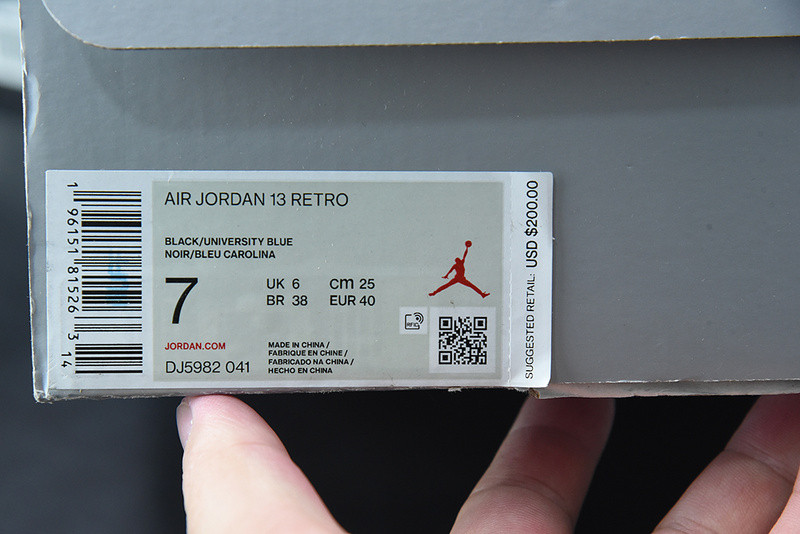 1 96151 81526 3 14
AIR JORDAN 13 RETRO
BLACK/UNIVERSITY BLUE
NOIR/BLEU CAROLINA
7
UK 6 cm 25
BR 38 EUR 40
RFID
JORDAN.COM
DJ5982 041
MADE IN CHINA /
FABRIQUE EN CHINE /
FABRICADO NA CHINA /
HECHO EN CHINA
SUGGESTED RETAIL: USD $200.00